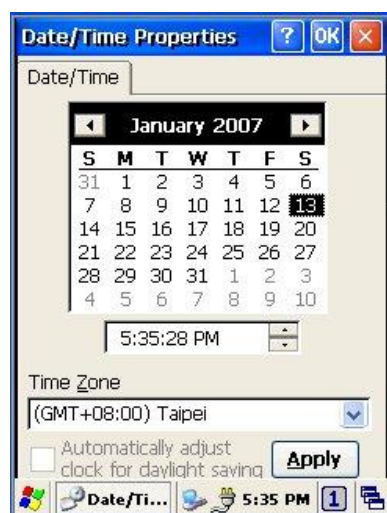 Date/Time Properties ? OK
Date/Time
January 2007
S M T W T F S
31 1 2 3 4 5 6
7 8 9 10 11 12 13
14 15 16 17 18 19 20
21 22 23 24 25 26 27
28 29 30 31 1 2 3
4 5 6 7 8 9 10
5:35:28 PM
Time Zone
(GMT+08:00) Taipei
Automatically adjust
clock for daylight saving
Apply
Date/Ti... 5:35 PM 1